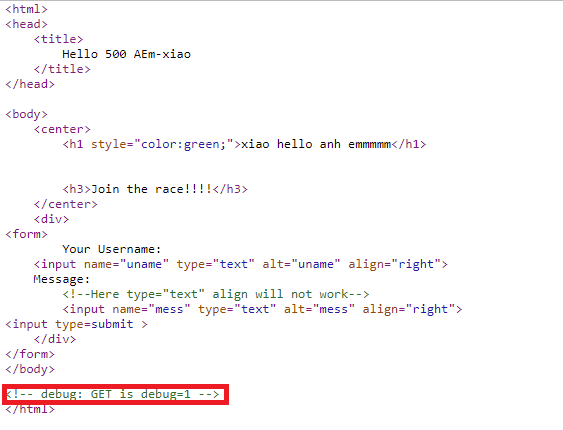 <html>
<head>
<title>
Hello 500 AEm-xiao
</title>
</head>
<body>
<center>
<h1 style="color:green;">xiao hello anh emmmmm</h1>
<h3>Join the race!!!!</h3>
</center>
<div>
<form>
Your Username:
<input name="uname" type="text" alt="uname" align="right">
Message:
<!--Here type="text" align will not work-->
<input name="mess" type="text" alt="mess" align="right">
<input type=submit >
</div>
</form>
</body>
<!-- debug: GET is debug=1 -->
</html>